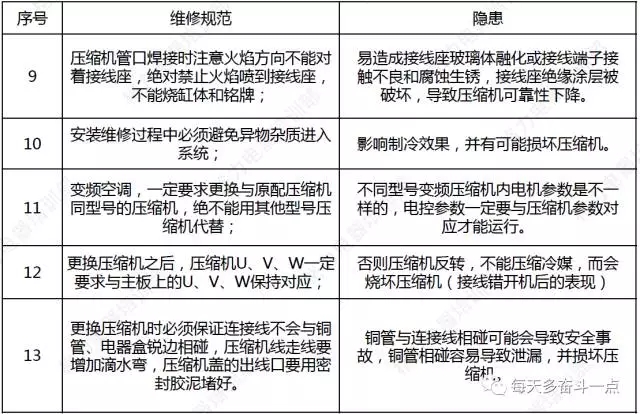 序号 维修规范 隐患
9
压缩机管口焊接时注意火焰方向不能对
着接线座，绝对禁止火焰喷到接线座，
不能烧缸体和铭牌；
易造成接线座玻璃体融化或接线端子接
触不良和腐蚀生锈，接线座绝缘涂层被
破坏，导致压缩机可靠性下降。
10
安装维修过程中必须避免异物杂质进入
系统；
影响制冷效果，并有可能损坏压缩机。
11
变频空调，一定要求更换与原配压缩机
同型号的压缩机，绝不能用其他型号压
缩机代替；
不同型号变频压缩机内电机参数是不一
样的，电控参数一定要与压缩机参数对
应才能运行。
12
更换压缩机之后，压缩机U、V、W一定
要求与主板上的U、V、W保持对应；
否则压缩机反转，不能压缩冷媒，而会
烧坏压缩机（接线错开机后的表现）
13
更换压缩机时必须保证连接线不会与铜
管、电器盒锐边相碰，压缩机线走线要
增加滴水弯，压缩机盖的出线口要用密
封胶泥堵好。
铜管与连接线相碰可能会导致安全事
故，铜管相碰容易导致泄漏，并损坏压
缩机。
每天多奋斗一点